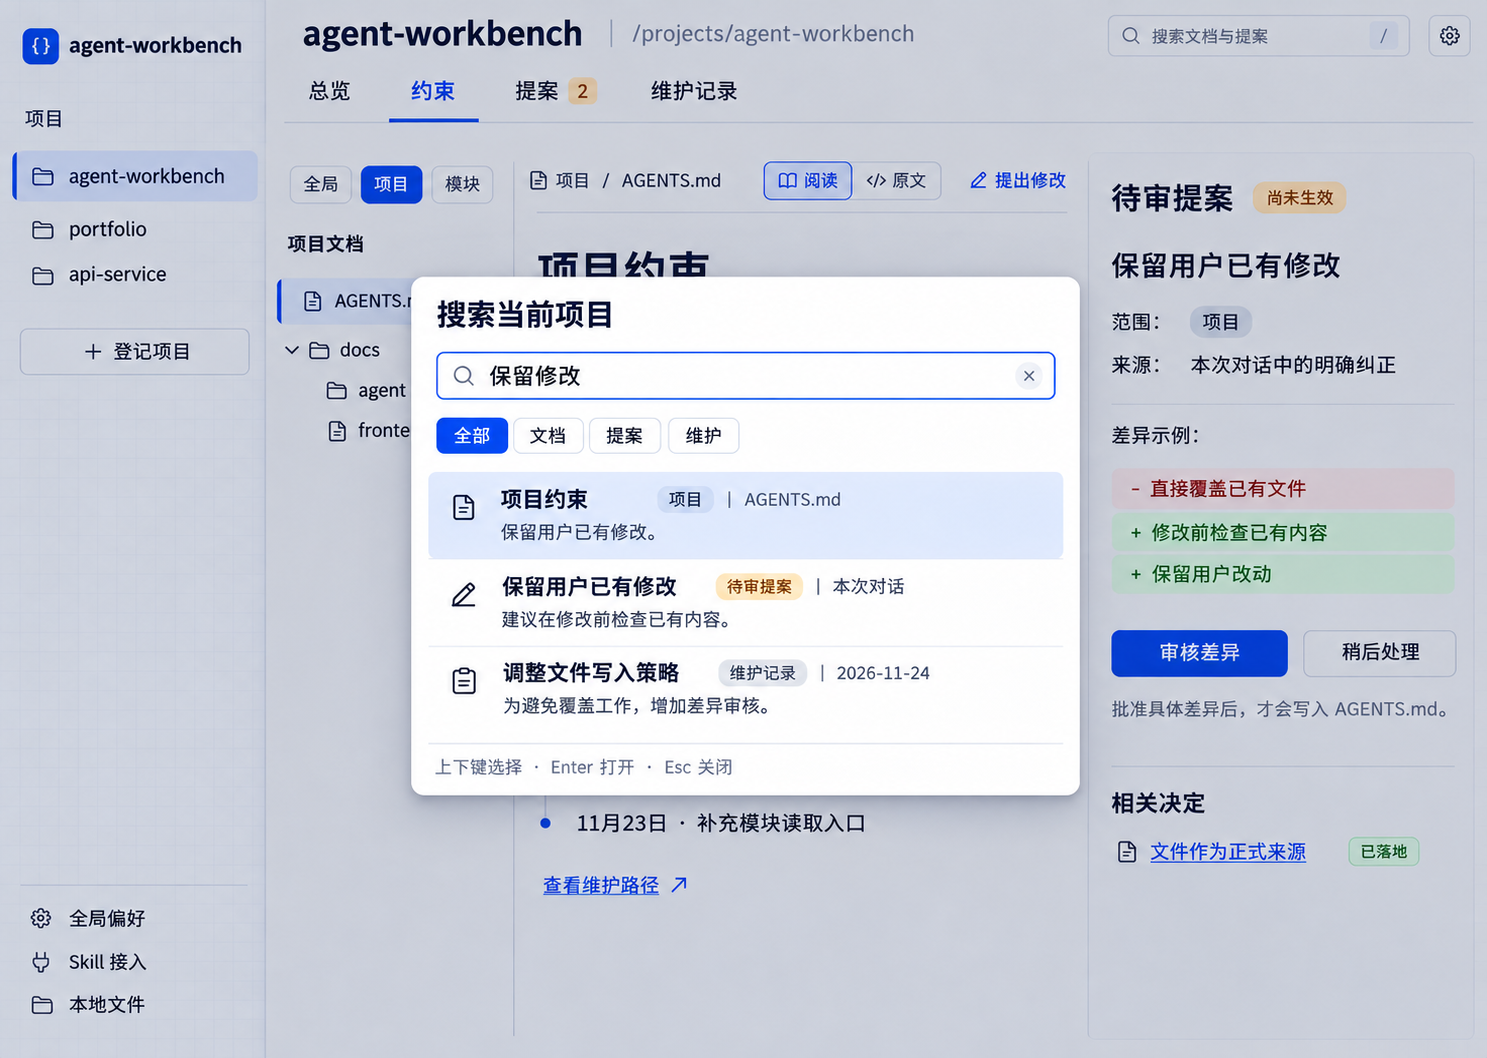 {} agent-workbench
项目
agent-workbench
portfolio
api-service
+ 登记项目
全局偏好
Skill 接入
本地文件
agent-workbench | /projects/agent-workbench
搜索文档与提案 /
总览 约束 提案 2 维护记录
全局 项目 模块
项目文档
AGENTS.
docs
agent
fronte
项目 / AGENTS.md
阅读 </> 原文 提出修改
项目约束
搜索当前项目
保留修改
全部 文档 提案 维护
项目约束 项目 | AGENTS.md
保留用户已有修改。
保留用户已有修改 待审提案 | 本次对话
建议在修改前检查已有内容。
调整文件写入策略 维护记录 | 2026-11-24
为避免覆盖工作，增加差异审核。
上下键选择 · Enter 打开 · Esc 关闭
11月23日 · 补充模块读取入口
查看维护路径
待审提案 尚未生效
保留用户已有修改
范围： 项目
来源： 本次对话中的明确纠正
差异示例：
- 直接覆盖已有文件
+ 修改前检查已有内容
+ 保留用户改动
审核差异 稍后处理
批准具体差异后，才会写入 AGENTS.md。
相关决定
文件作为正式来源 已落地